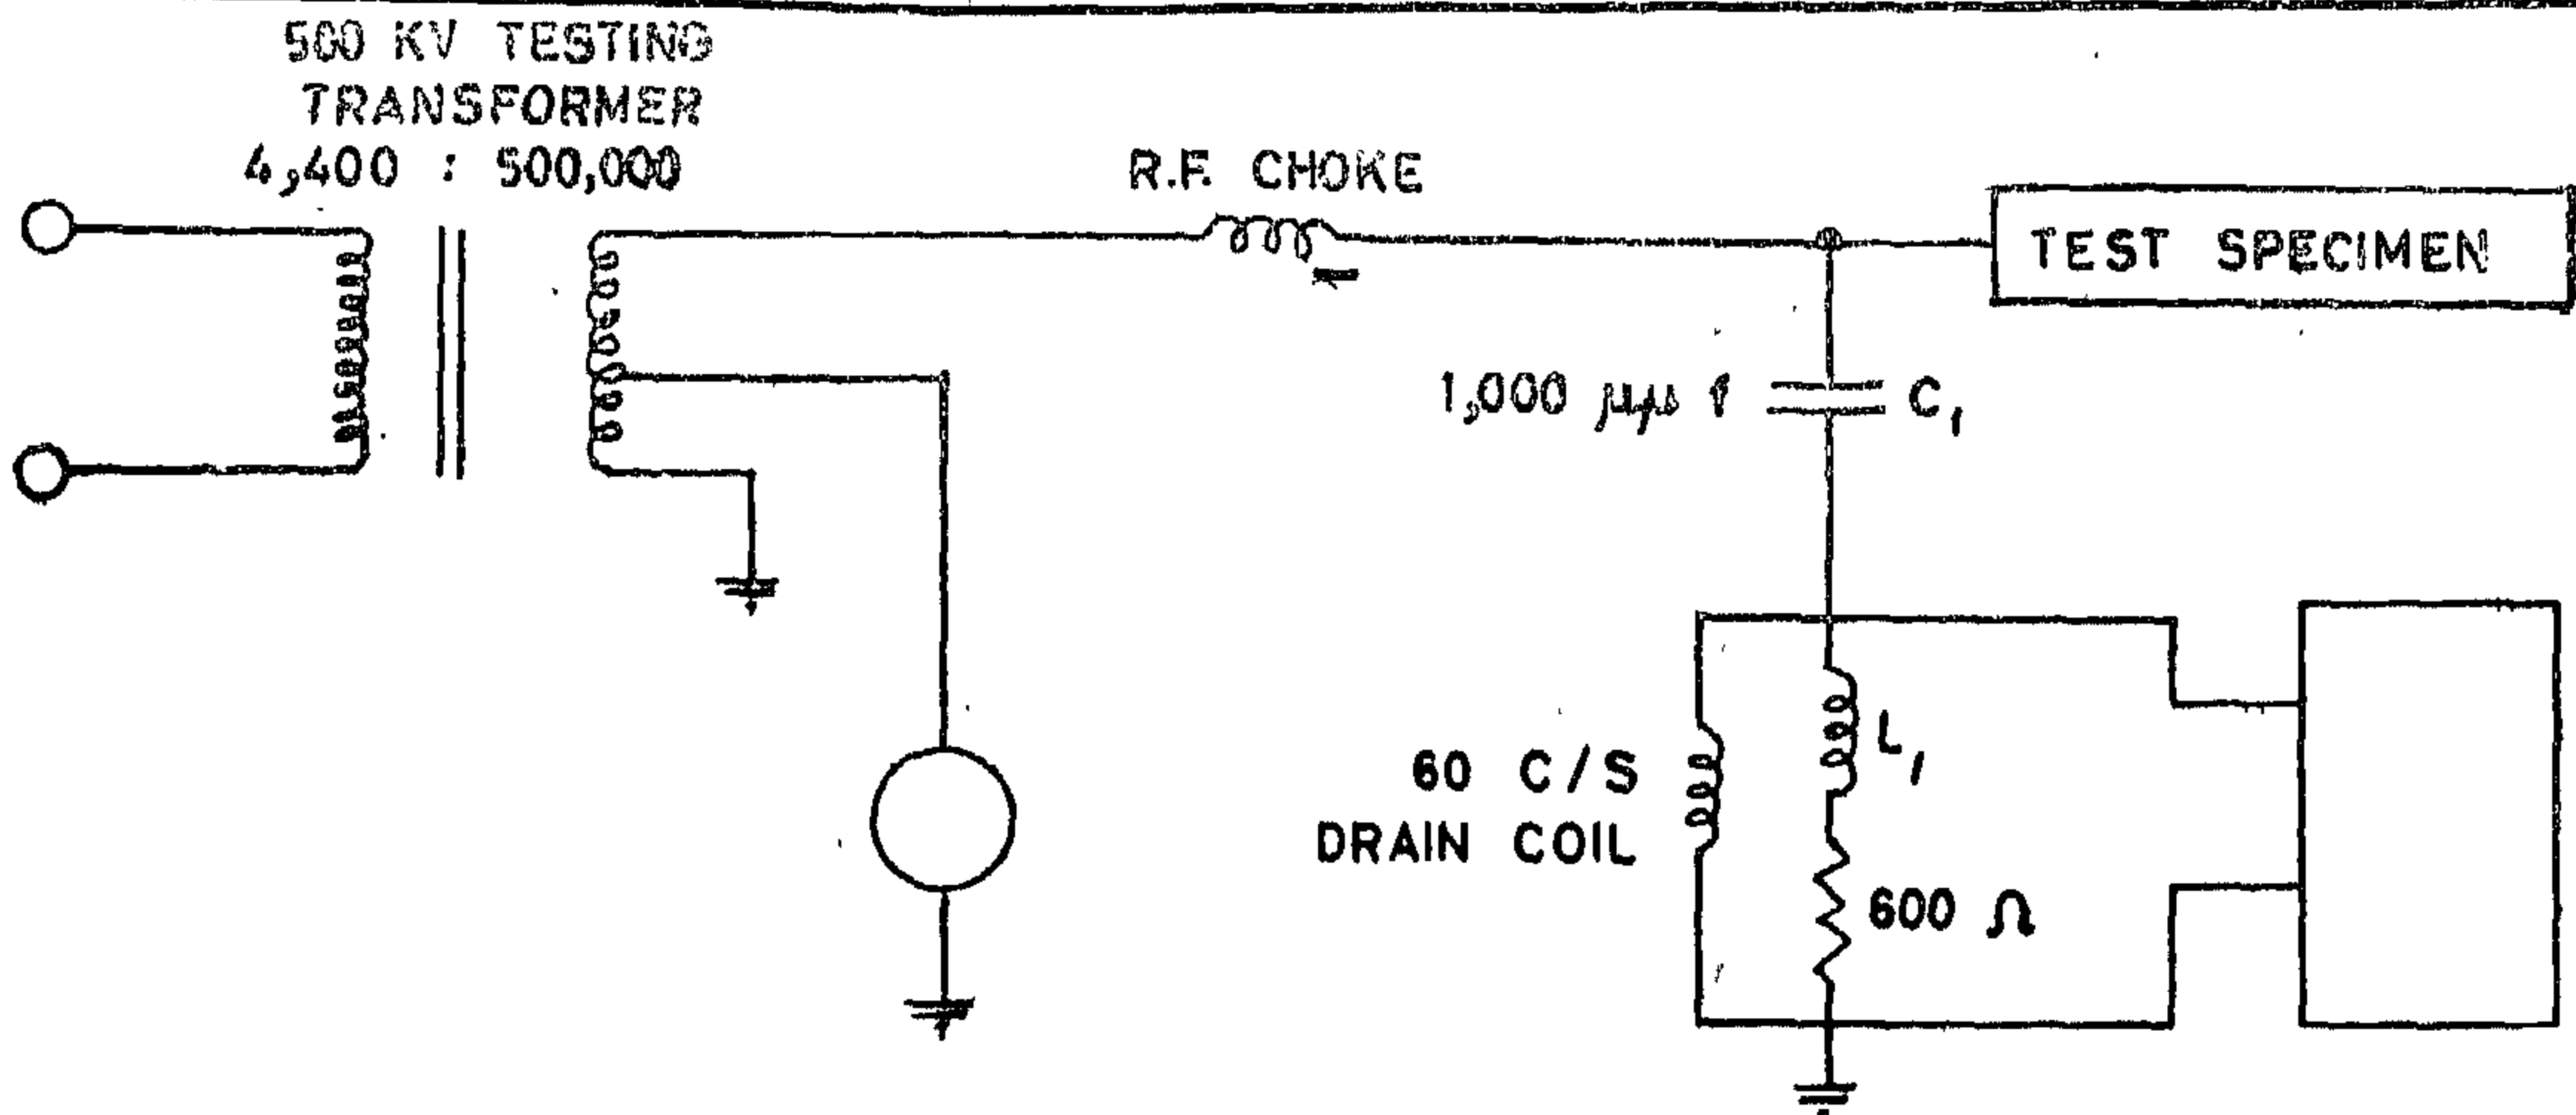 500 KV TESTING
TRANSFORMER
4,400 : 500,000
R.F. CHOKE
TEST SPECIMEN
1,000 μμ f C₁
L₁
60 C/S
DRAIN COIL
600 Ω